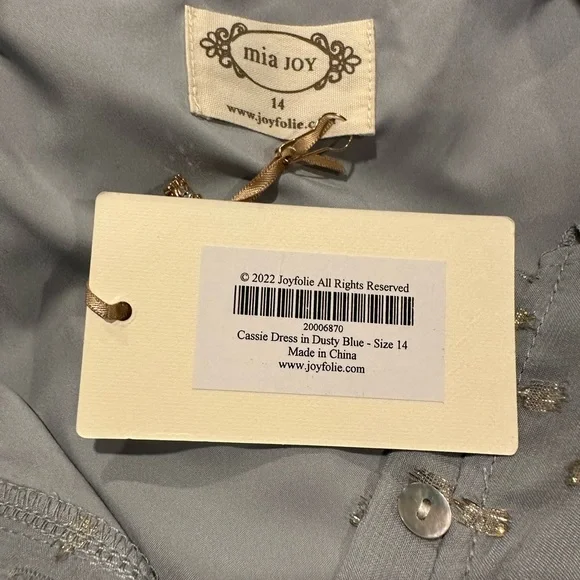 mia JOY
14
www.joyfolie.c
© 2022 Joyfolie All Rights Reserved
20006870
Cassie Dress in Dusty Blue - Size 14
Made in China
www.joyfolie.com